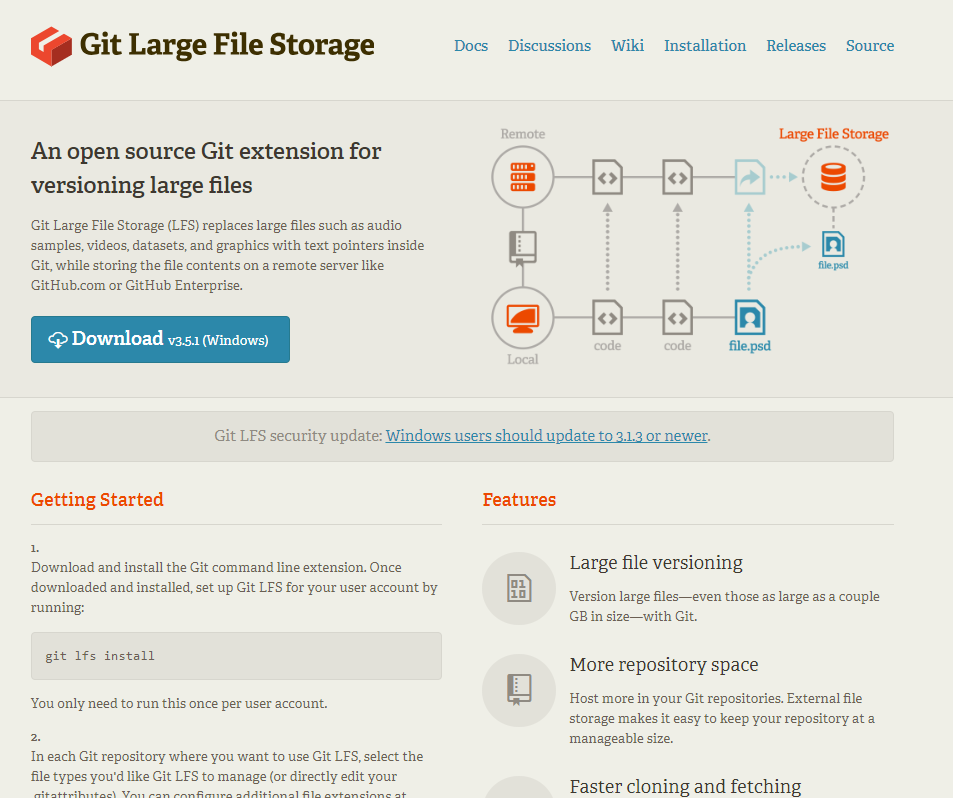 Git Large File Storage
Docs Discussions Wiki Installation Releases Source
An open source Git extension for
versioning large files
Git Large File Storage (LFS) replaces large files such as audio
samples, videos, datasets, and graphics with text pointers inside
Git, while storing the file contents on a remote server like
GitHub.com or GitHub Enterprise.
Download v3.5.1 (Windows)
Remote
Large File Storage
file.psd
Local
code
code
file.psd
Git LFS security update: Windows users should update to 3.1.3 or newer.
Getting Started
1.
Download and install the Git command line extension. Once
downloaded and installed, set up Git LFS for your user account by
running:
git lfs install
You only need to run this once per user account.
2.
In each Git repository where you want to use Git LFS, select the
file types you'd like Git LFS to manage (or directly edit your
.gitattributes). You can configure additional file extensions at
Features
01
10
Large file versioning
Version large files—even those as large as a couple
GB in size—with Git.
More repository space
Host more in your Git repositories. External file
storage makes it easy to keep your repository at a
manageable size.
Faster cloning and fetching